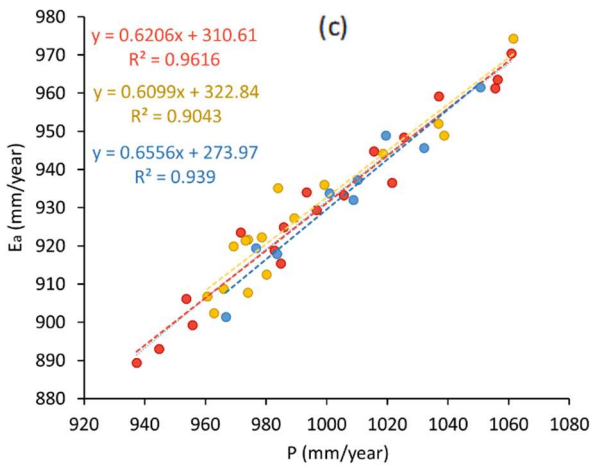 (c)
y = 0.6206x + 310.61
R² = 0.9616
y = 0.6099x + 322.84
R² = 0.9043
y = 0.6556x + 273.97
R² = 0.939
980
970
960
950
940
930
920
910
900
890
880
Ea (mm/year)
920 940 960 980 1000 1020 1040 1060 1080
P (mm/year)